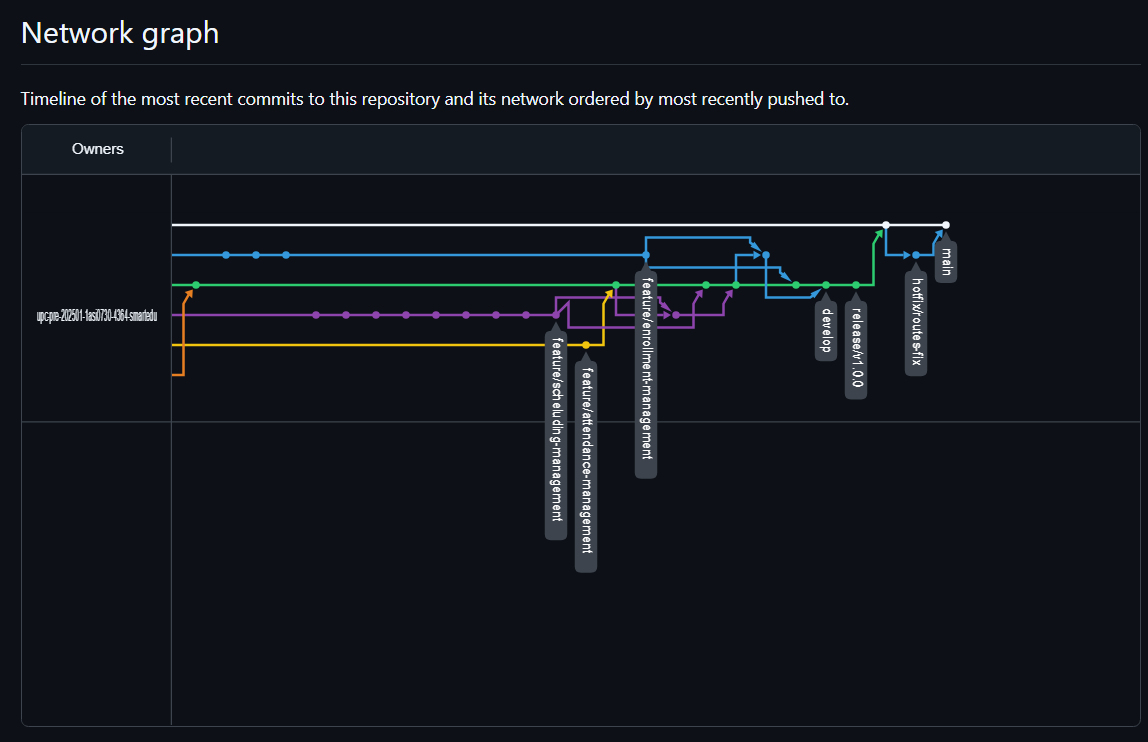 Network graph
Timeline of the most recent commits to this repository and its network ordered by most recently pushed to.
Owners
upc-pre-202501-1asi0730-4364-smartedu
main
hotfix/routes-fix
release/v1.0.0
develop
feature/enrollment-management
feature/attendance-management
feature/scheluding-management